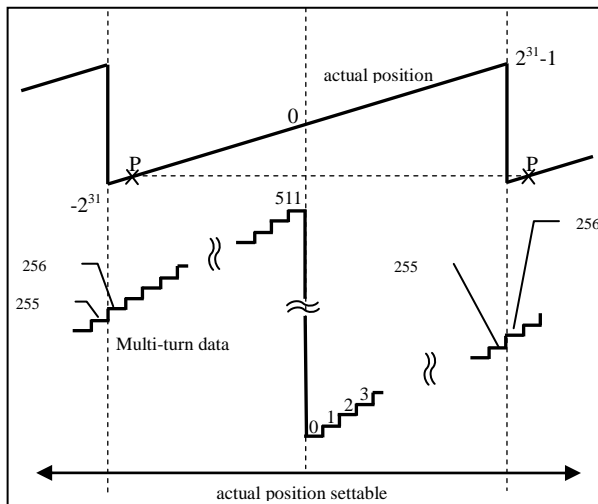 2³¹-1
actual position
0
P
P
-2³¹
511
256
256
255
255
Multi-turn data
0
1
2
3
actual position settable